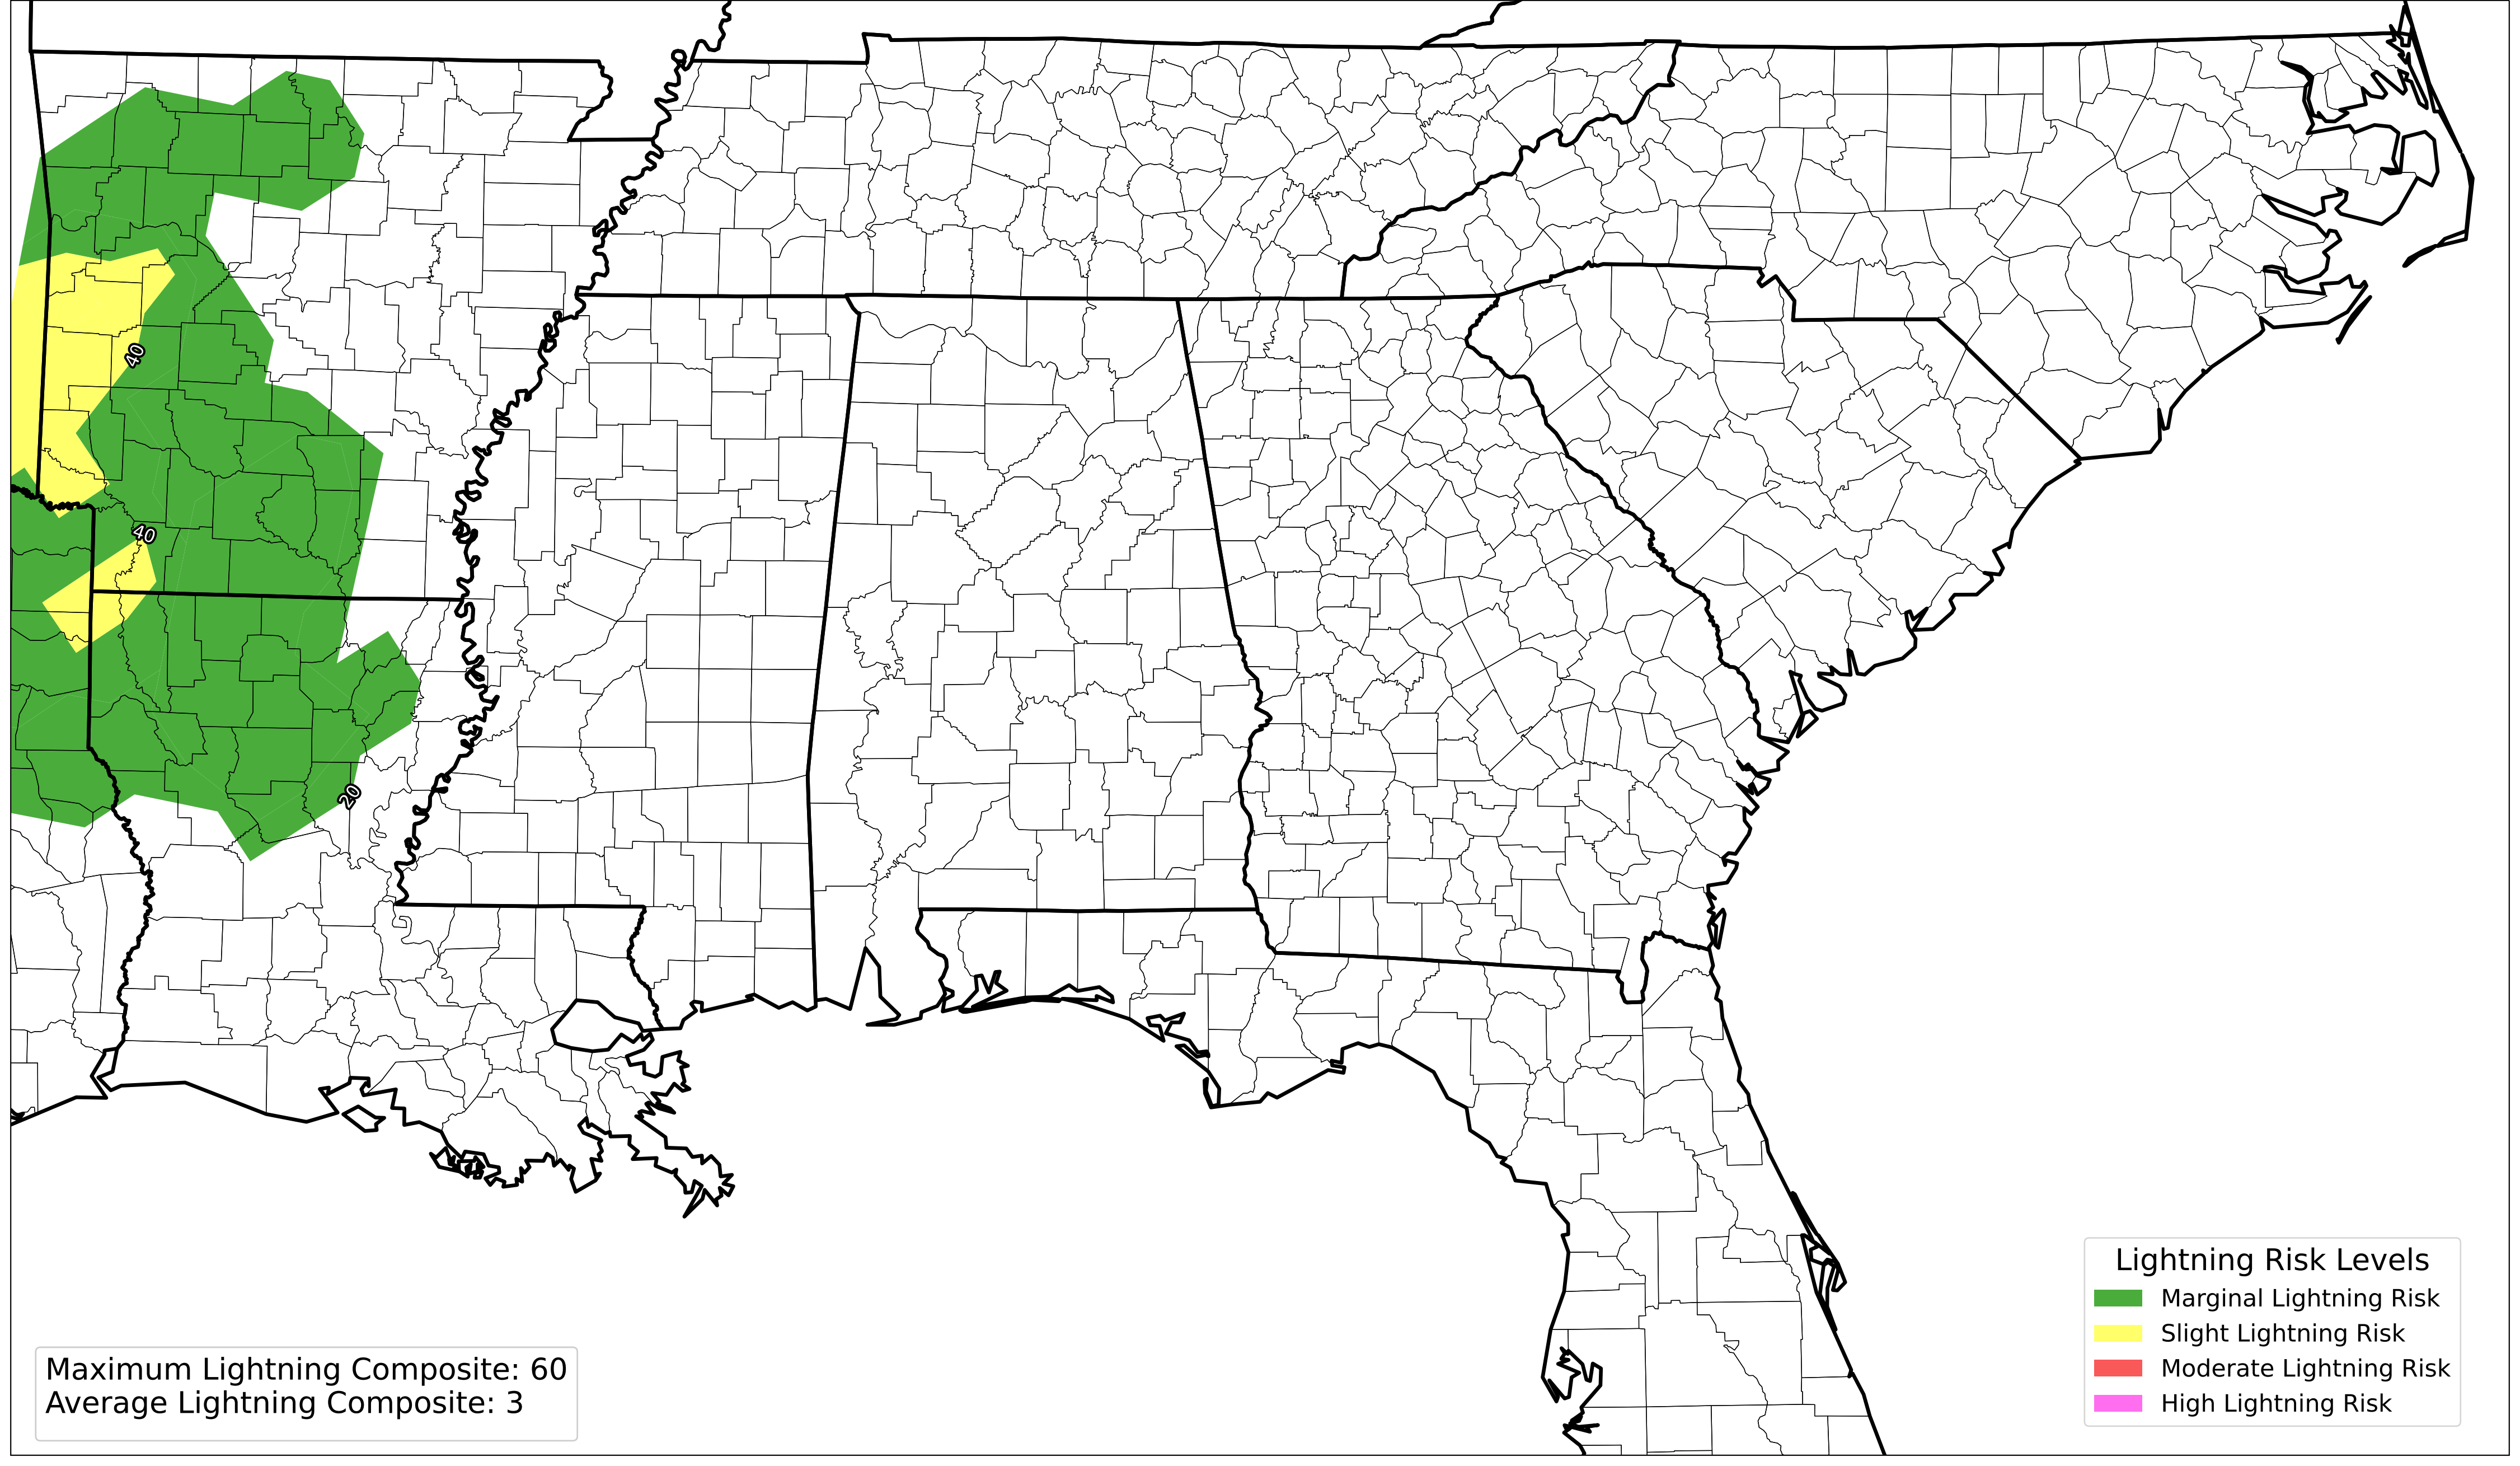 40
40
20
Lightning Risk Levels
Marginal Lightning Risk
Slight Lightning Risk
Moderate Lightning Risk
High Lightning Risk
Maximum Lightning Composite: 60
Average Lightning Composite: 3